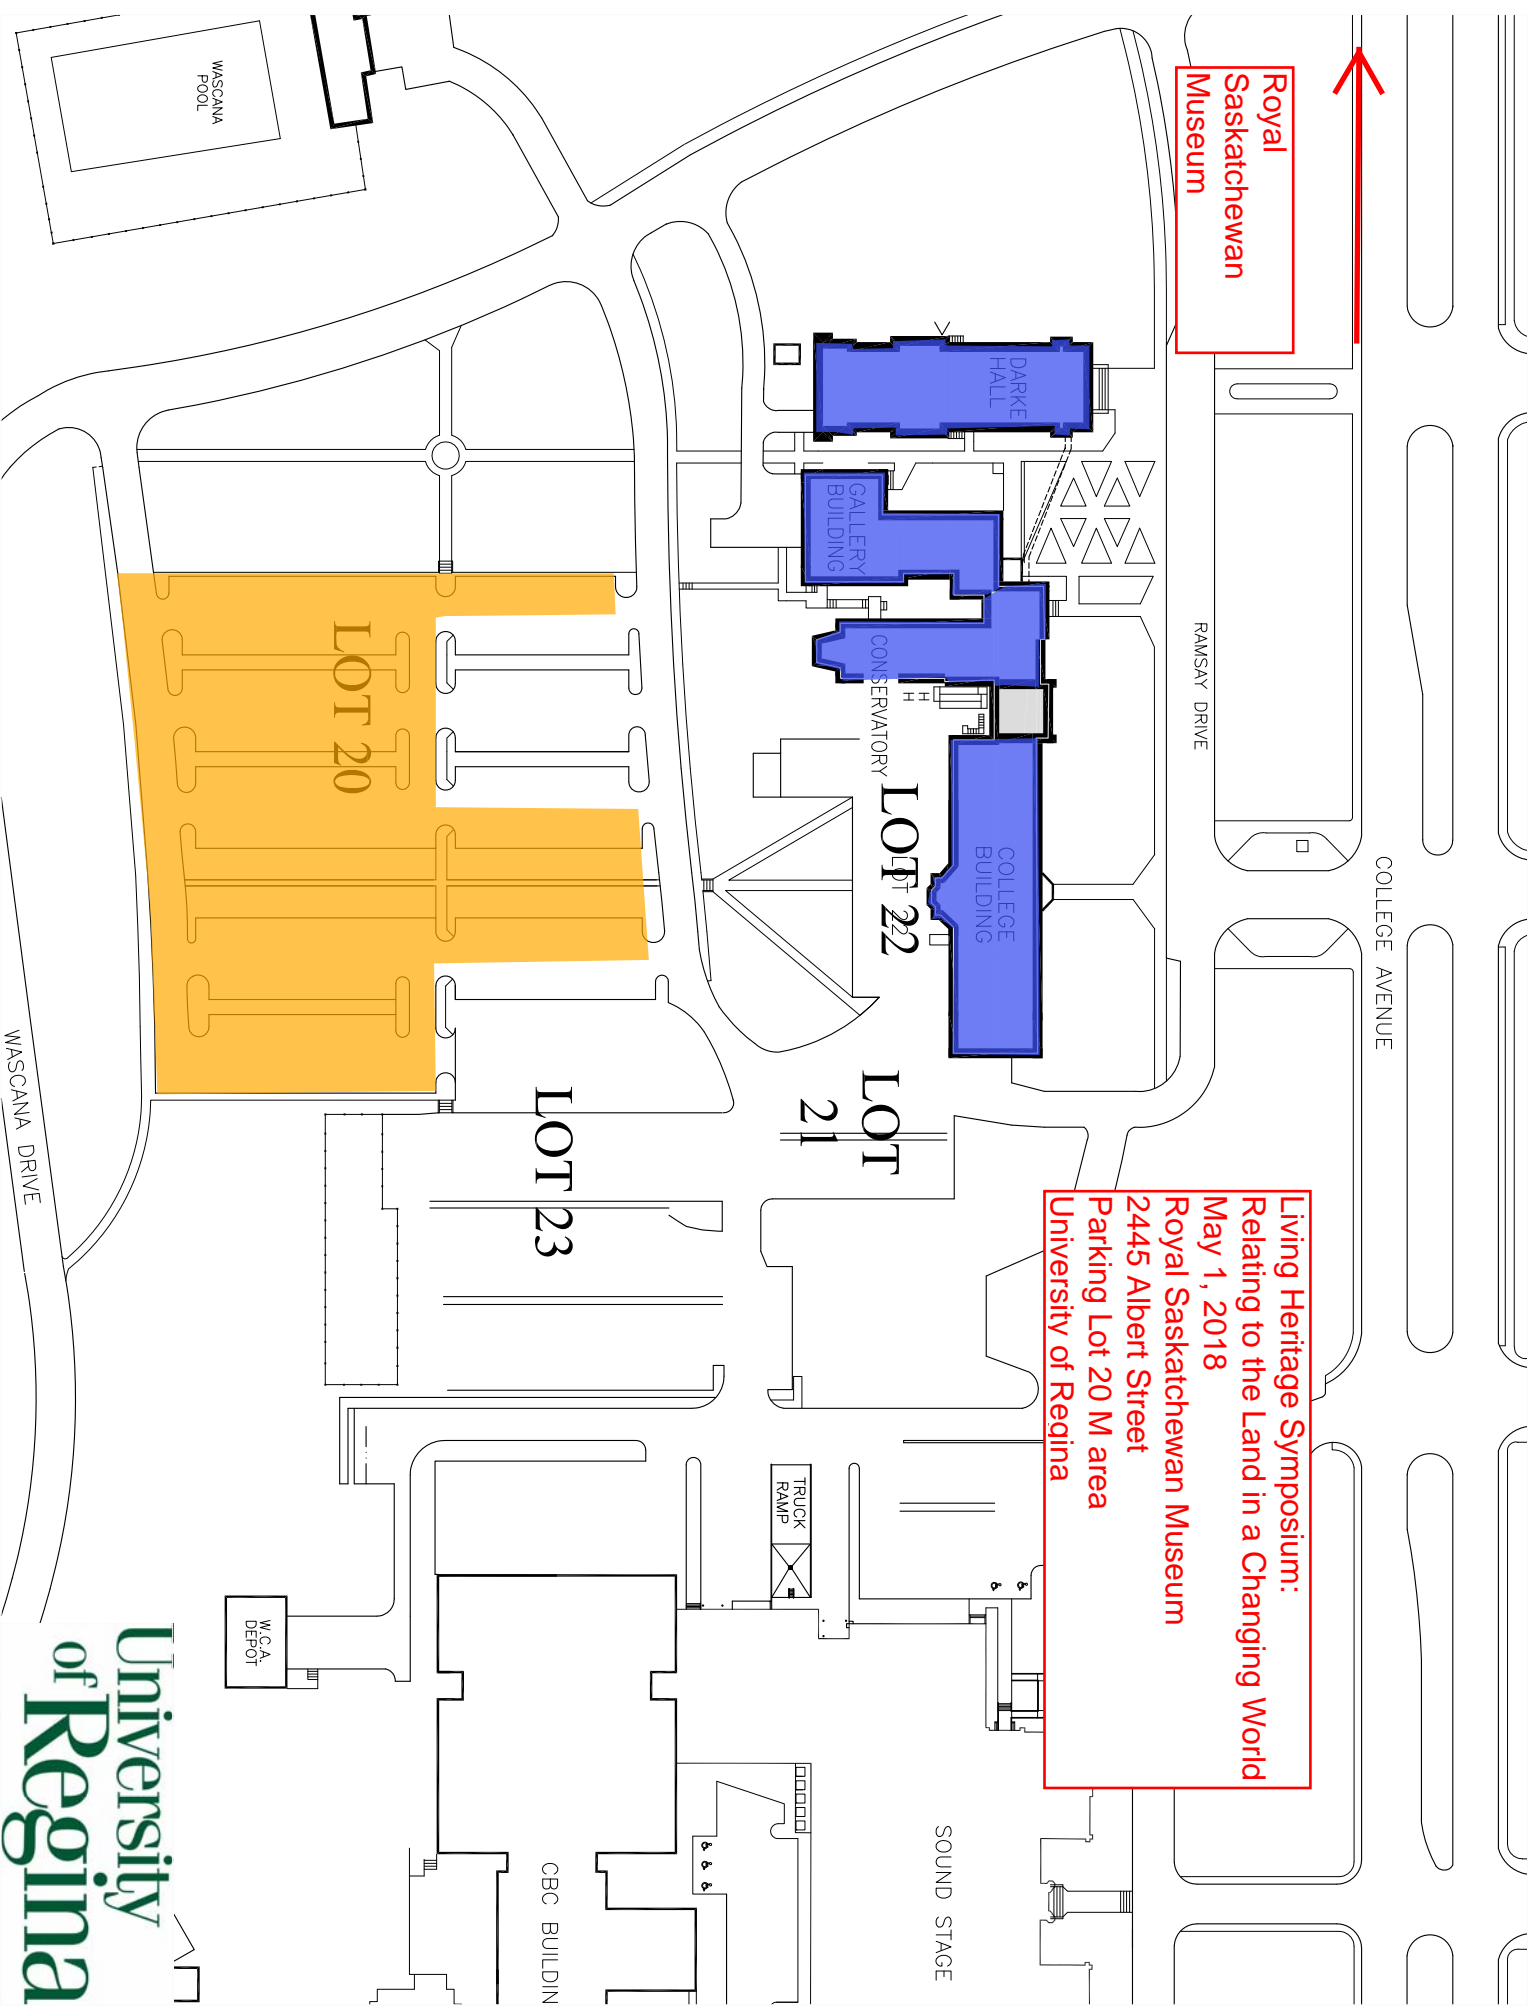 Royal
Saskatchewan
Museum
COLLEGE AVENUE
RAMSAY DRIVE
Living Heritage Symposium:
Relating to the Land in a Changing World
May 1, 2018
Royal Saskatchewan Museum
2445 Albert Street
Parking Lot 20 M area
University of Regina
DARKE
HALL
GALLERY
BUILDING
CONSERVATORY
H
H
COLLEGE
BUILDING
LOT 22
LOT 22
LOT
21
LOT 20
LOT 23
TRUCK
RAMP
SOUND STAGE
CBC BUILDIN
W.C.A.
DEPOT
WASCANA
POOL
WASCANA DRIVE
University
of Regina